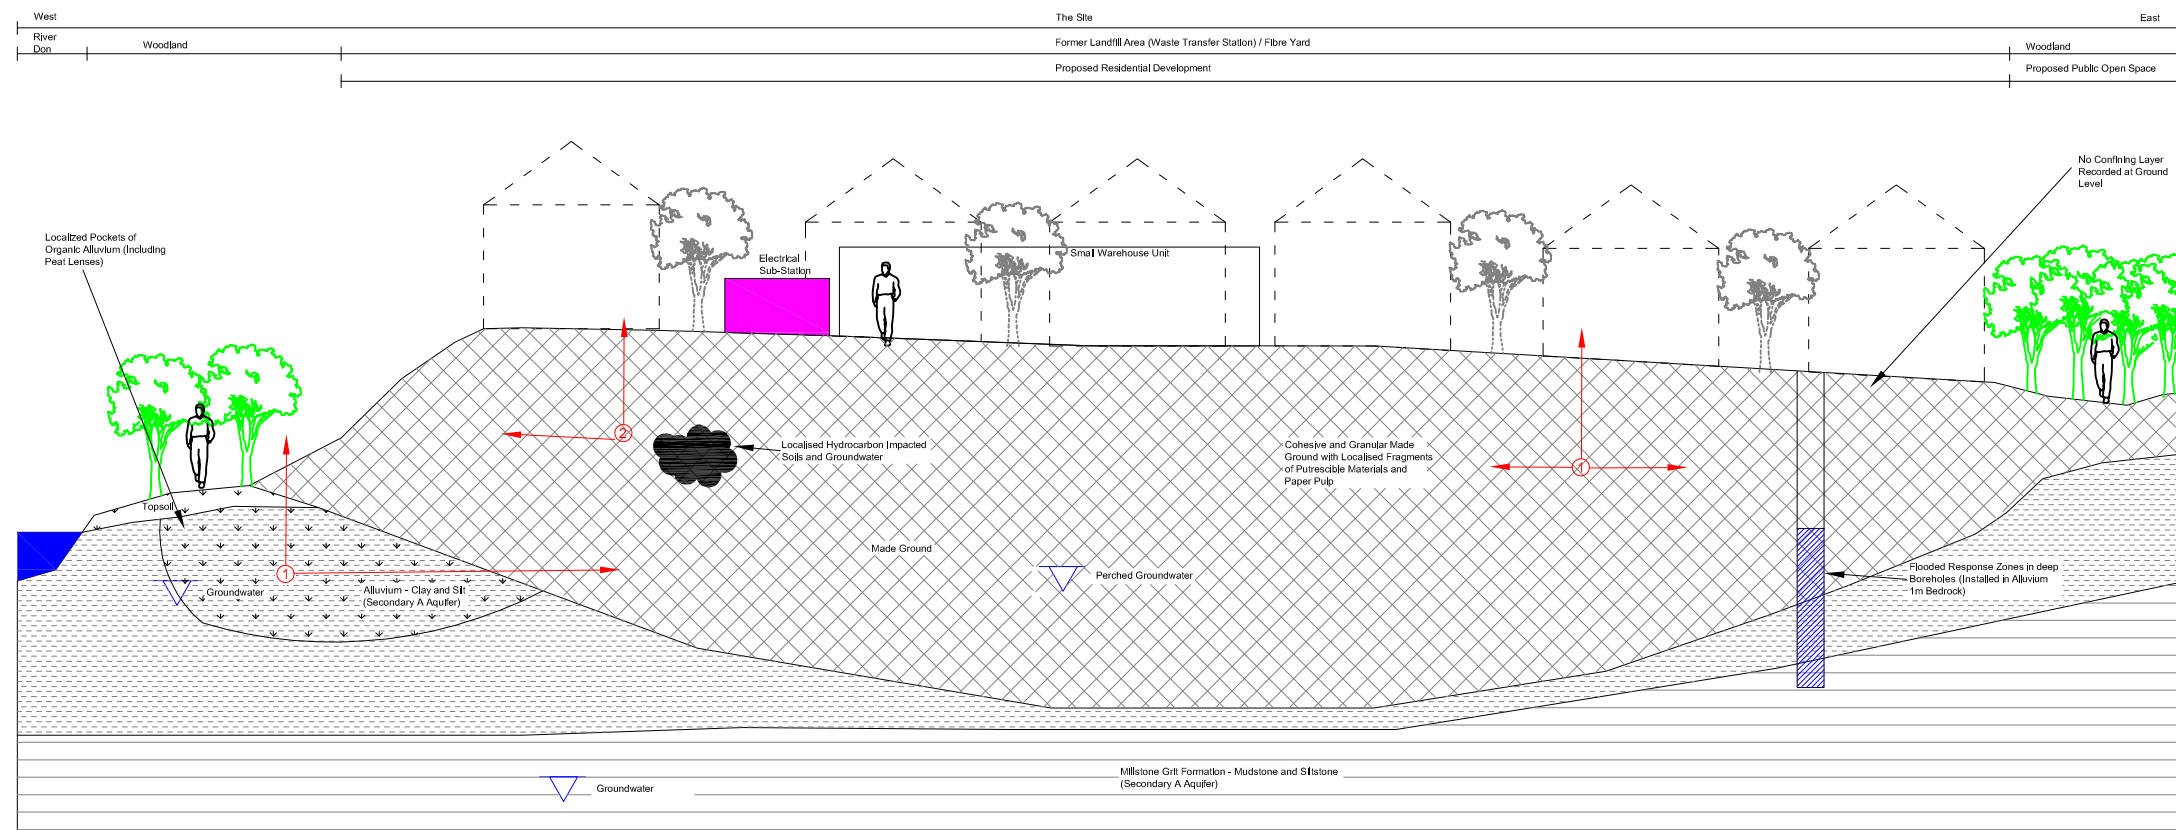 West
The Site
East
River
Don
Woodland
Former Landfill Area (Waste Transfer Station) / Fibre Yard
Woodland
Proposed Residential Development
Proposed Public Open Space
No Confining Layer
Recorded at Ground
Level
Localized Pockets of
Organic Alluvium (Including
Peat Lenses)
Electrical
Sub-Station
Small Warehouse Unit
2
Localised Hydrocarbon Impacted
Soils and Groundwater
Cohesive and Granular Made
Ground with Localised Fragments
of Putrescible Materials and
Paper Pulp
1
Topsoil
Made Ground
1
Perched Groundwater
Flooded Response Zones in deep
Boreholes (Installed in Alluvium
1m Bedrock)
Groundwater
Alluvium - Clay and Silt
(Secondary A Aquifer)
Millstone Grit Formation - Mudstone and Siltstone
(Secondary A Aquifer)
Groundwater